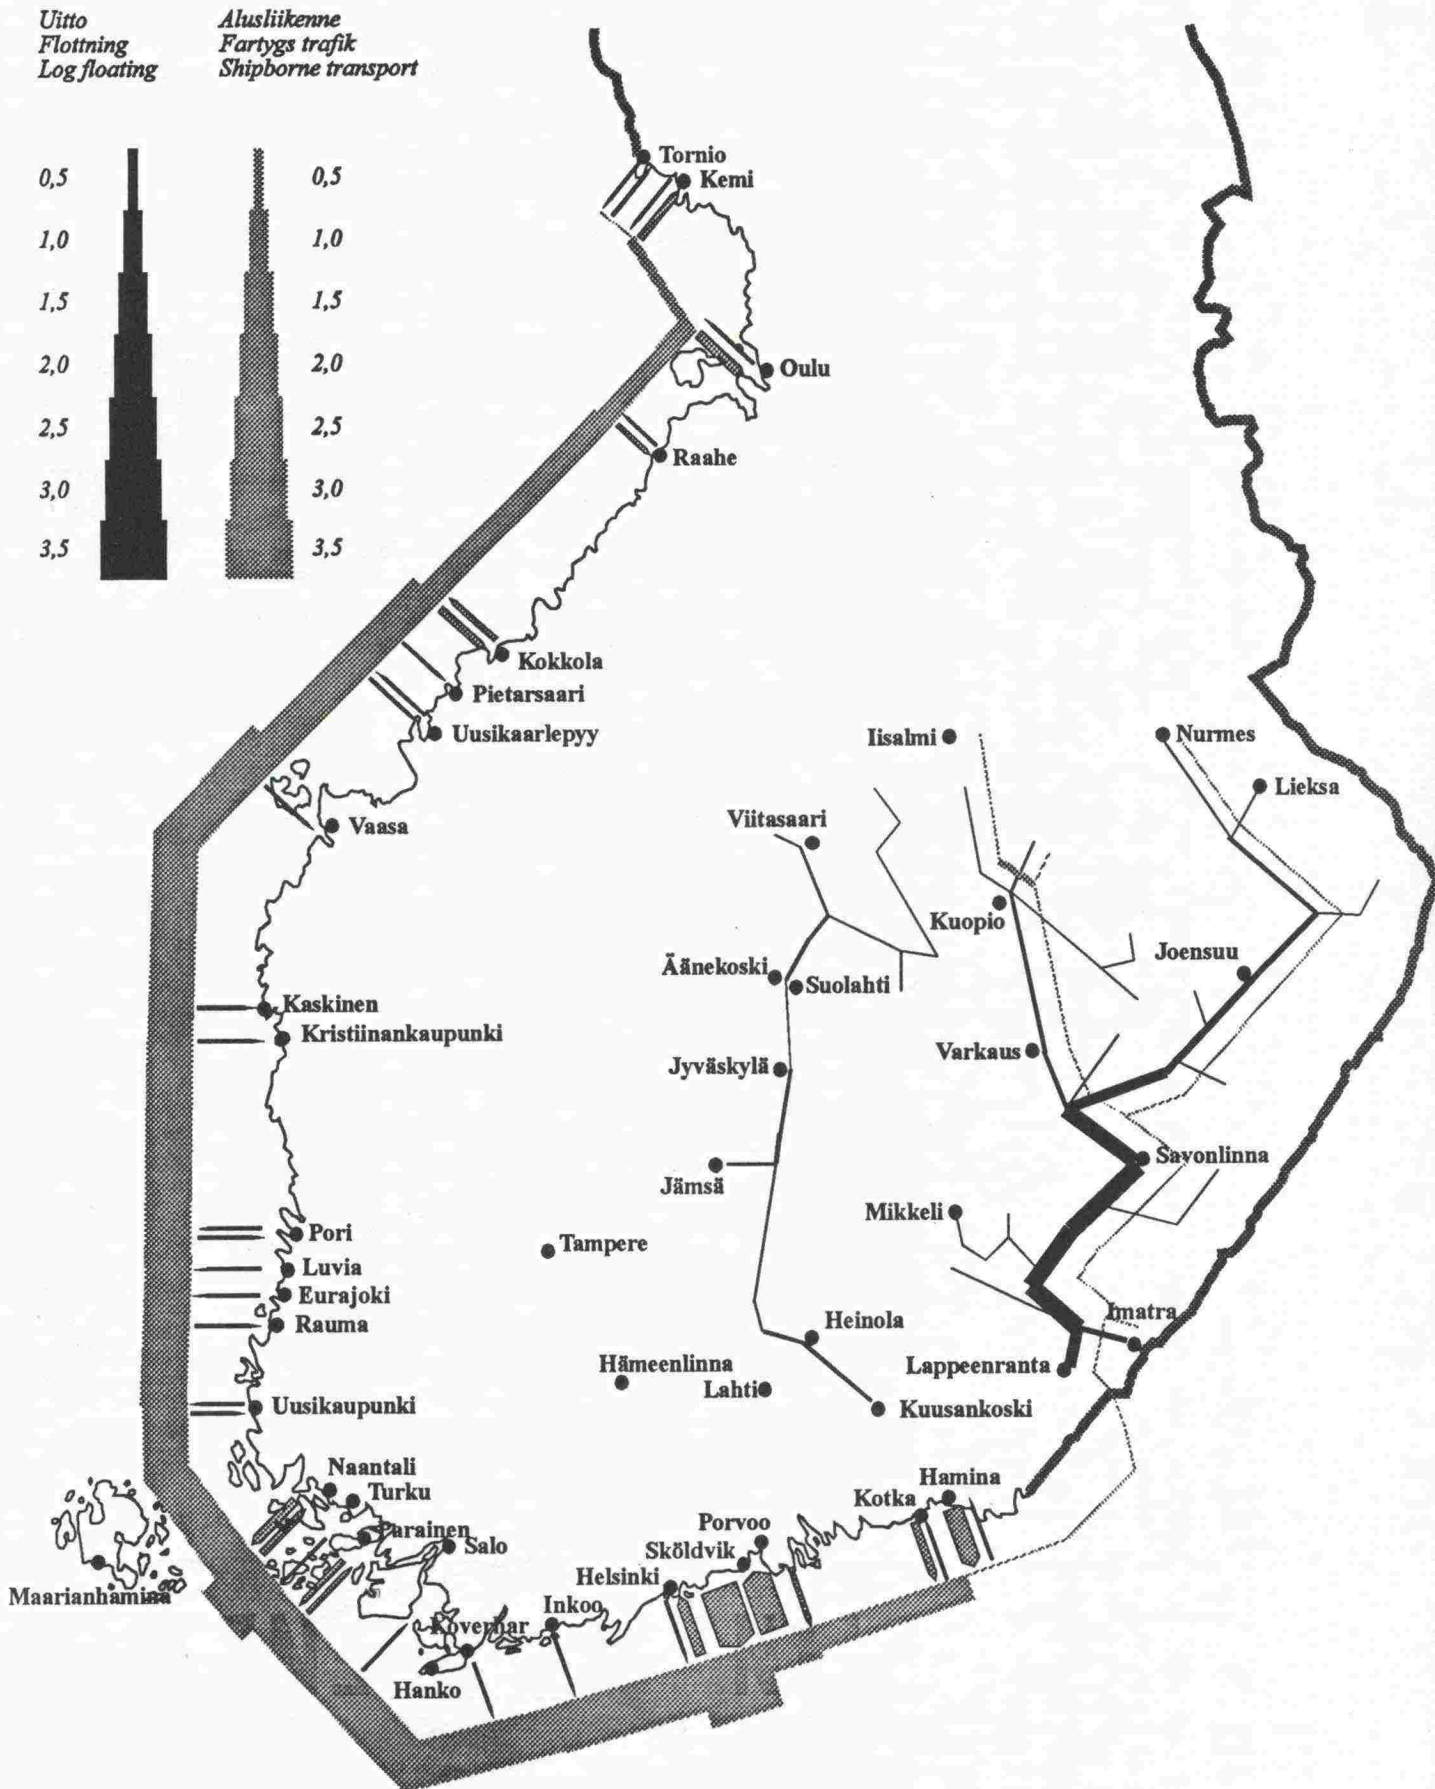 Uitto
Flottning
Log floating
Alusliikenne
Fartygs trafik
Shipborne transport
0,5
0,5
1,0
1,0
1,5
1,5
2,0
2,0
2,5
2,5
3,0
3,0
3,5
3,5
Tornio
Kemi
Oulu
Raahe
Kokkola
Pietarsaari
Uusikaarlepyy
Vaasa
Iisalmi
Nurmes
Lieksa
Viitasaari
Kuopio
Joensuu
Äänekoski
Suolahti
Kaskinen
Kristiinankaupunki
Jyväskylä
Varkaus
Savonlinna
Jämsä
Mikkeli
Pori
Tampere
Luvia
Eurajoki
Rauma
Imatra
Heinola
Hämeenlinna
Lahti
Lappeenranta
Uusikaupunki
Kuusankoski
Naantali
Turku
Hamina
Kotka
Parainen
Salo
Porvoo
Sköldvik
Helsinki
Maarianhamina
Inkoo
Koverhar
Hanko